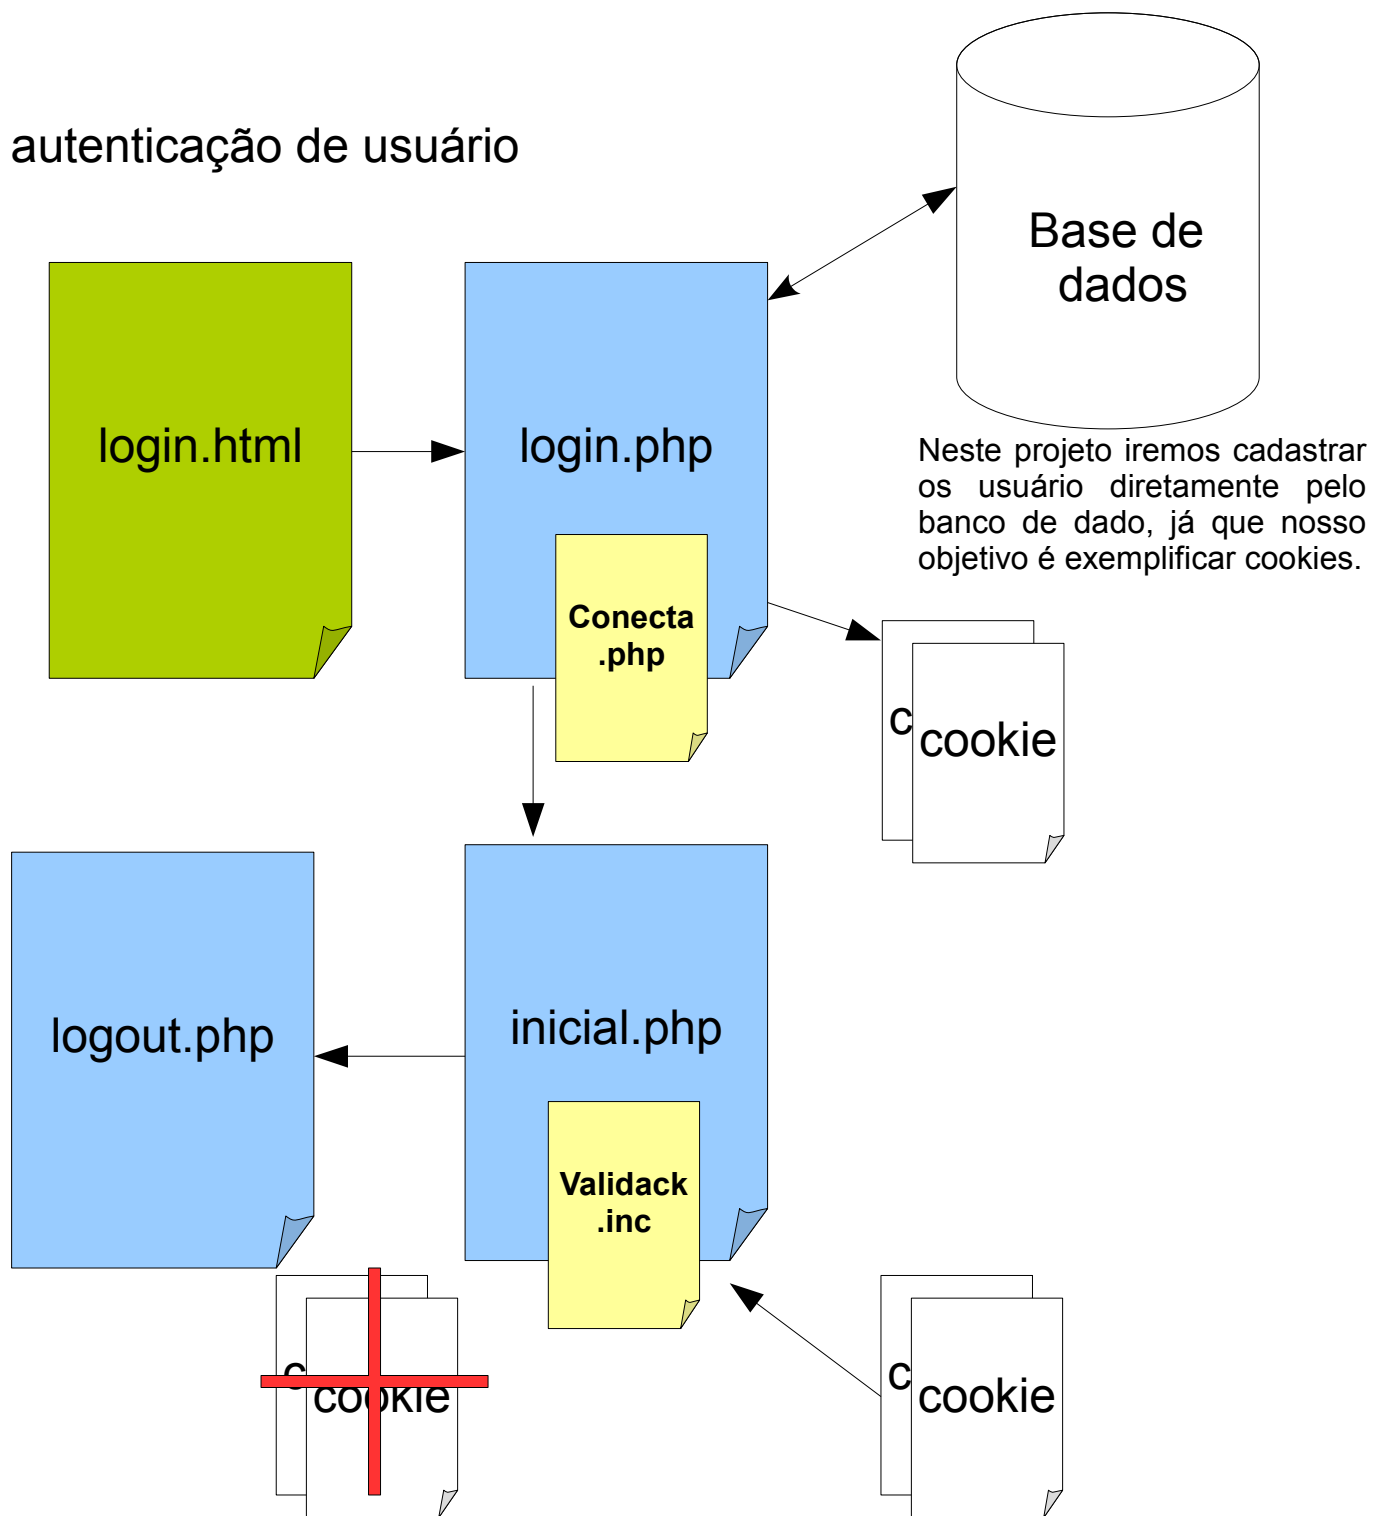 autenticação de usuário
Base de
dados
login.html
login.php
Neste projeto iremos cadastrar
os usuário diretamente pelo
banco de dado, já que nosso
objetivo é exemplificar cookies.
Conecta
.php
c
cookie
logout.php
inicial.php
Validack
.inc
c
cookie
c
cookie